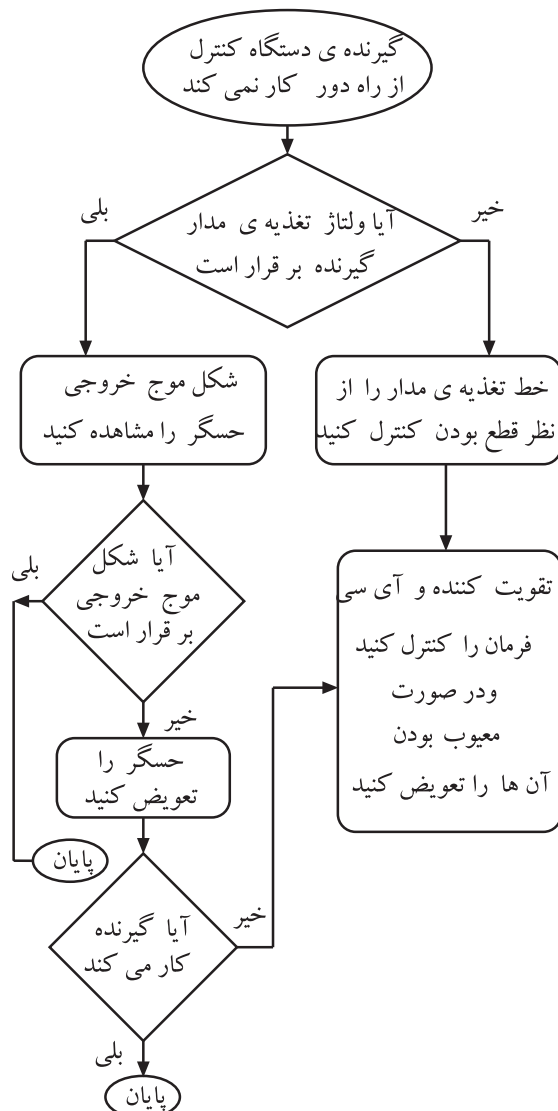 گیرنده ی دستگاه کنترل
از راه دور کار نمی کند
خیر
بلی
آیا ولتاژ تغذیه ی مدار
گیرنده بر قرار است
خط تغذیه ی مدار را از
نظر قطع بودن کنترل کنید
شکل موج خروجی
حسگر را مشاهده کنید
آیا شکل
موج خروجی
بر قرار است
بلی
خیر
تقویت کننده و آی سی
فرمان را کنترل کنید
ودر صورت
معیوب بودن
آن ها را تعویض کنید
حسگر را
تعویض کنید
پایان
آیا گیرنده
کار می کند
خیر
بلی
پایان